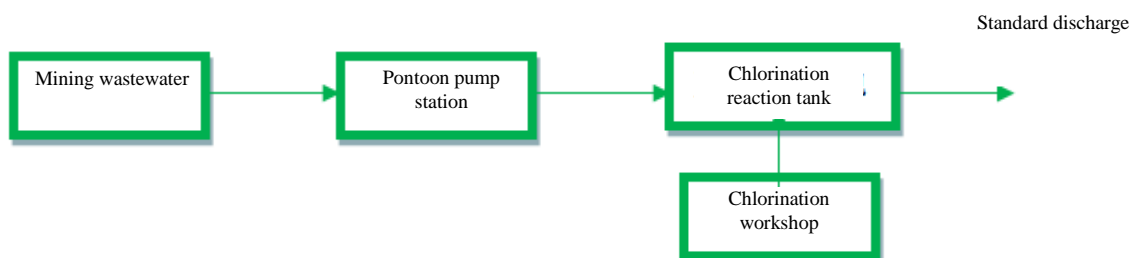 Standard discharge
Mining wastewater
Pontoon pump
station
Chlorination
reaction tank
Chlorination
workshop